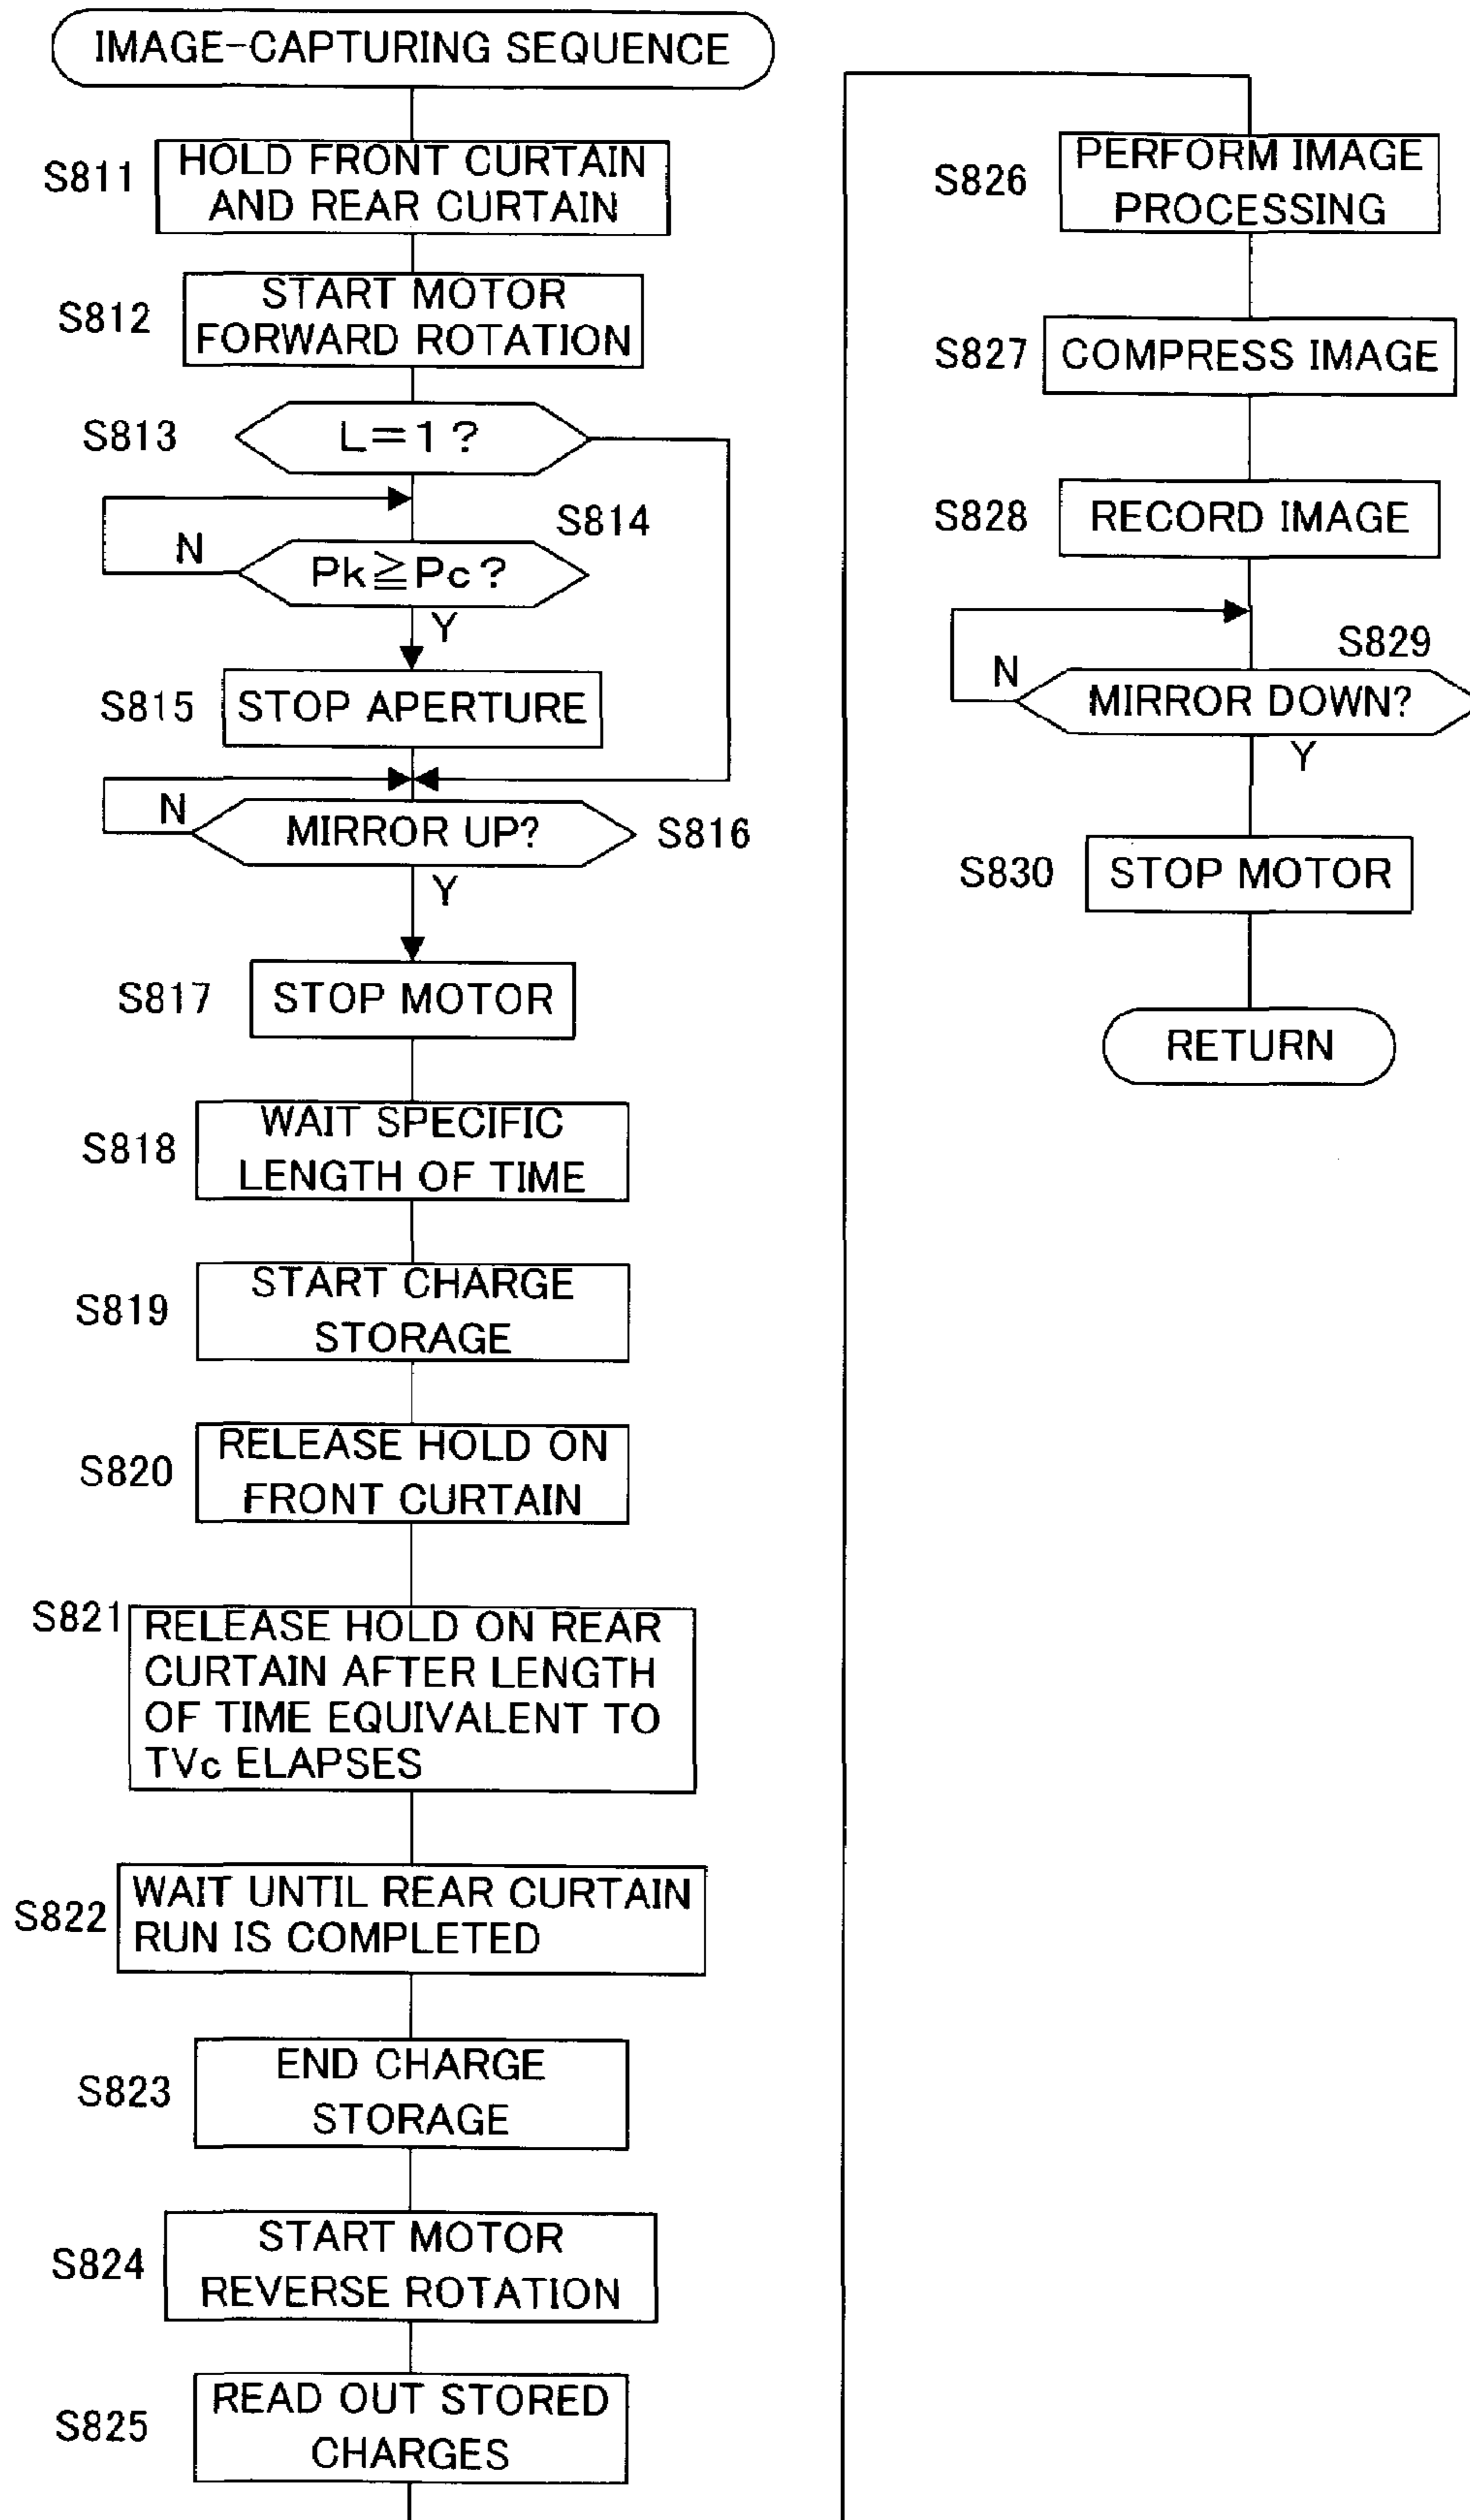 IMAGE-CAPTURING SEQUENCE
S811
HOLD FRONT CURTAIN
AND REAR CURTAIN
S812
START MOTOR
FORWARD ROTATION
S813
L=1?
S814
N
Pk≧Pc?
Y
S815
STOP APERTURE
N
MIRROR UP?
S816
Y
S817
STOP MOTOR
S818
WAIT SPECIFIC
LENGTH OF TIME
S819
START CHARGE
STORAGE
S820
RELEASE HOLD ON
FRONT CURTAIN
S821
RELEASE HOLD ON REAR
CURTAIN AFTER LENGTH
OF TIME EQUIVALENT TO
TVc ELAPSES
S822
WAIT UNTIL REAR CURTAIN
RUN IS COMPLETED
S823
END CHARGE
STORAGE
S824
START MOTOR
REVERSE ROTATION
S825
READ OUT STORED
CHARGES
S826
PERFORM IMAGE
PROCESSING
S827
COMPRESS IMAGE
S828
RECORD IMAGE
S829
N
MIRROR DOWN?
Y
S830
STOP MOTOR
RETURN